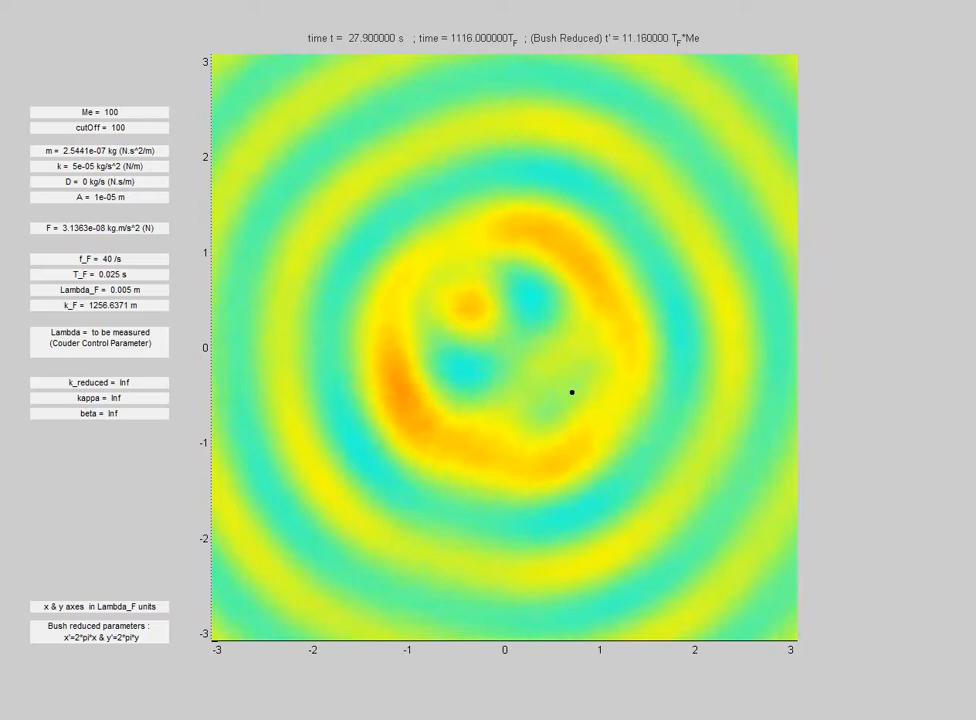 time t = 27.900000 s ; time = 1116.000000T_F ; (Bush Reduced) t' = 11.160000 T_F*Me
Me = 100
cutOff = 100
m = 2.5441e-07 kg (N.s^2/m)
k = 5e-05 kg/s^2 (N/m)
D = 0 kg/s (N.s/m)
A = 1e-05 m
F = 3.1363e-08 kg.m/s^2 (N)
f_F = 40 /s
T_F = 0.025 s
Lambda_F = 0.005 m
k_F = 1256.6371 m
Lambda = to be measured
(Couder Control Parameter)
k_reduced = Inf
kappa = Inf
beta = Inf
x & y axes in Lambda_F units
Bush reduced parameters :
x'=2*pi*x & y'=2*pi*y
3
2
1
0
-1
-2
-3
-3 -2 -1 0 1 2 3